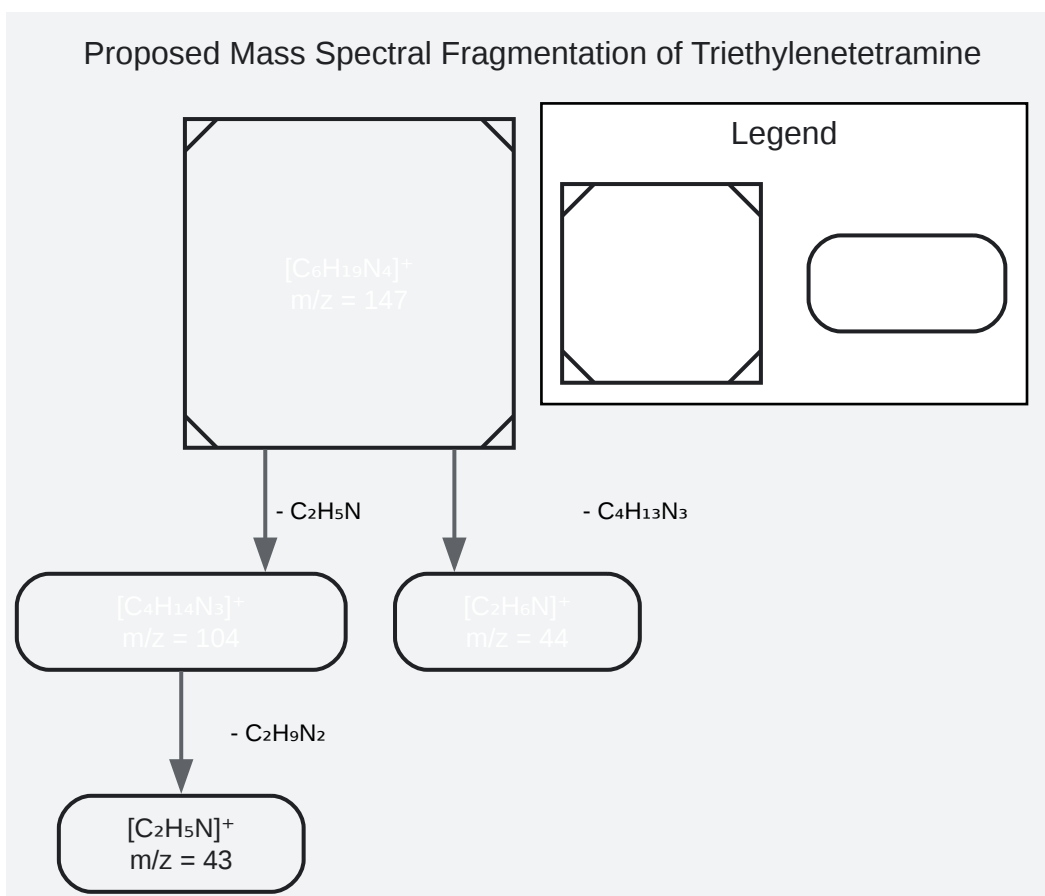 Proposed Mass Spectral Fragmentation of Triethylenetetramine
Legend
[C₆H₁₉N₄]⁺
m/z = 147
- C₂H₅N
- C₄H₁₃N₃
[C₄H₁₄N₃]⁺
m/z = 104
[C₂H₆N]⁺
m/z = 44
- C₂H₉N₂
[C₂H₅N]⁺
m/z = 43